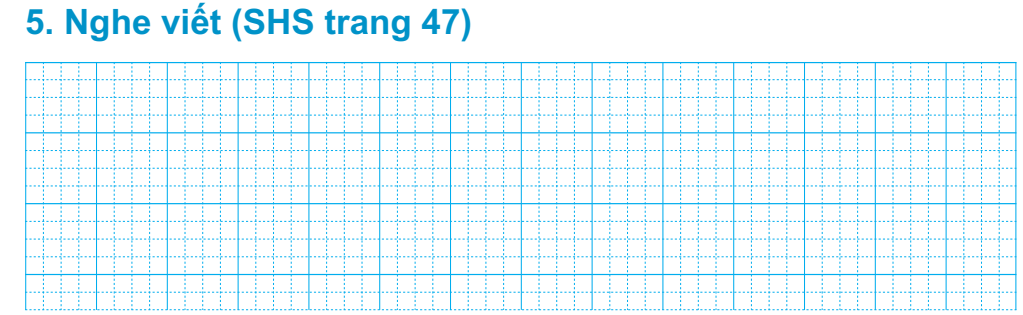 5. Nghe viết (SHS trang 47)